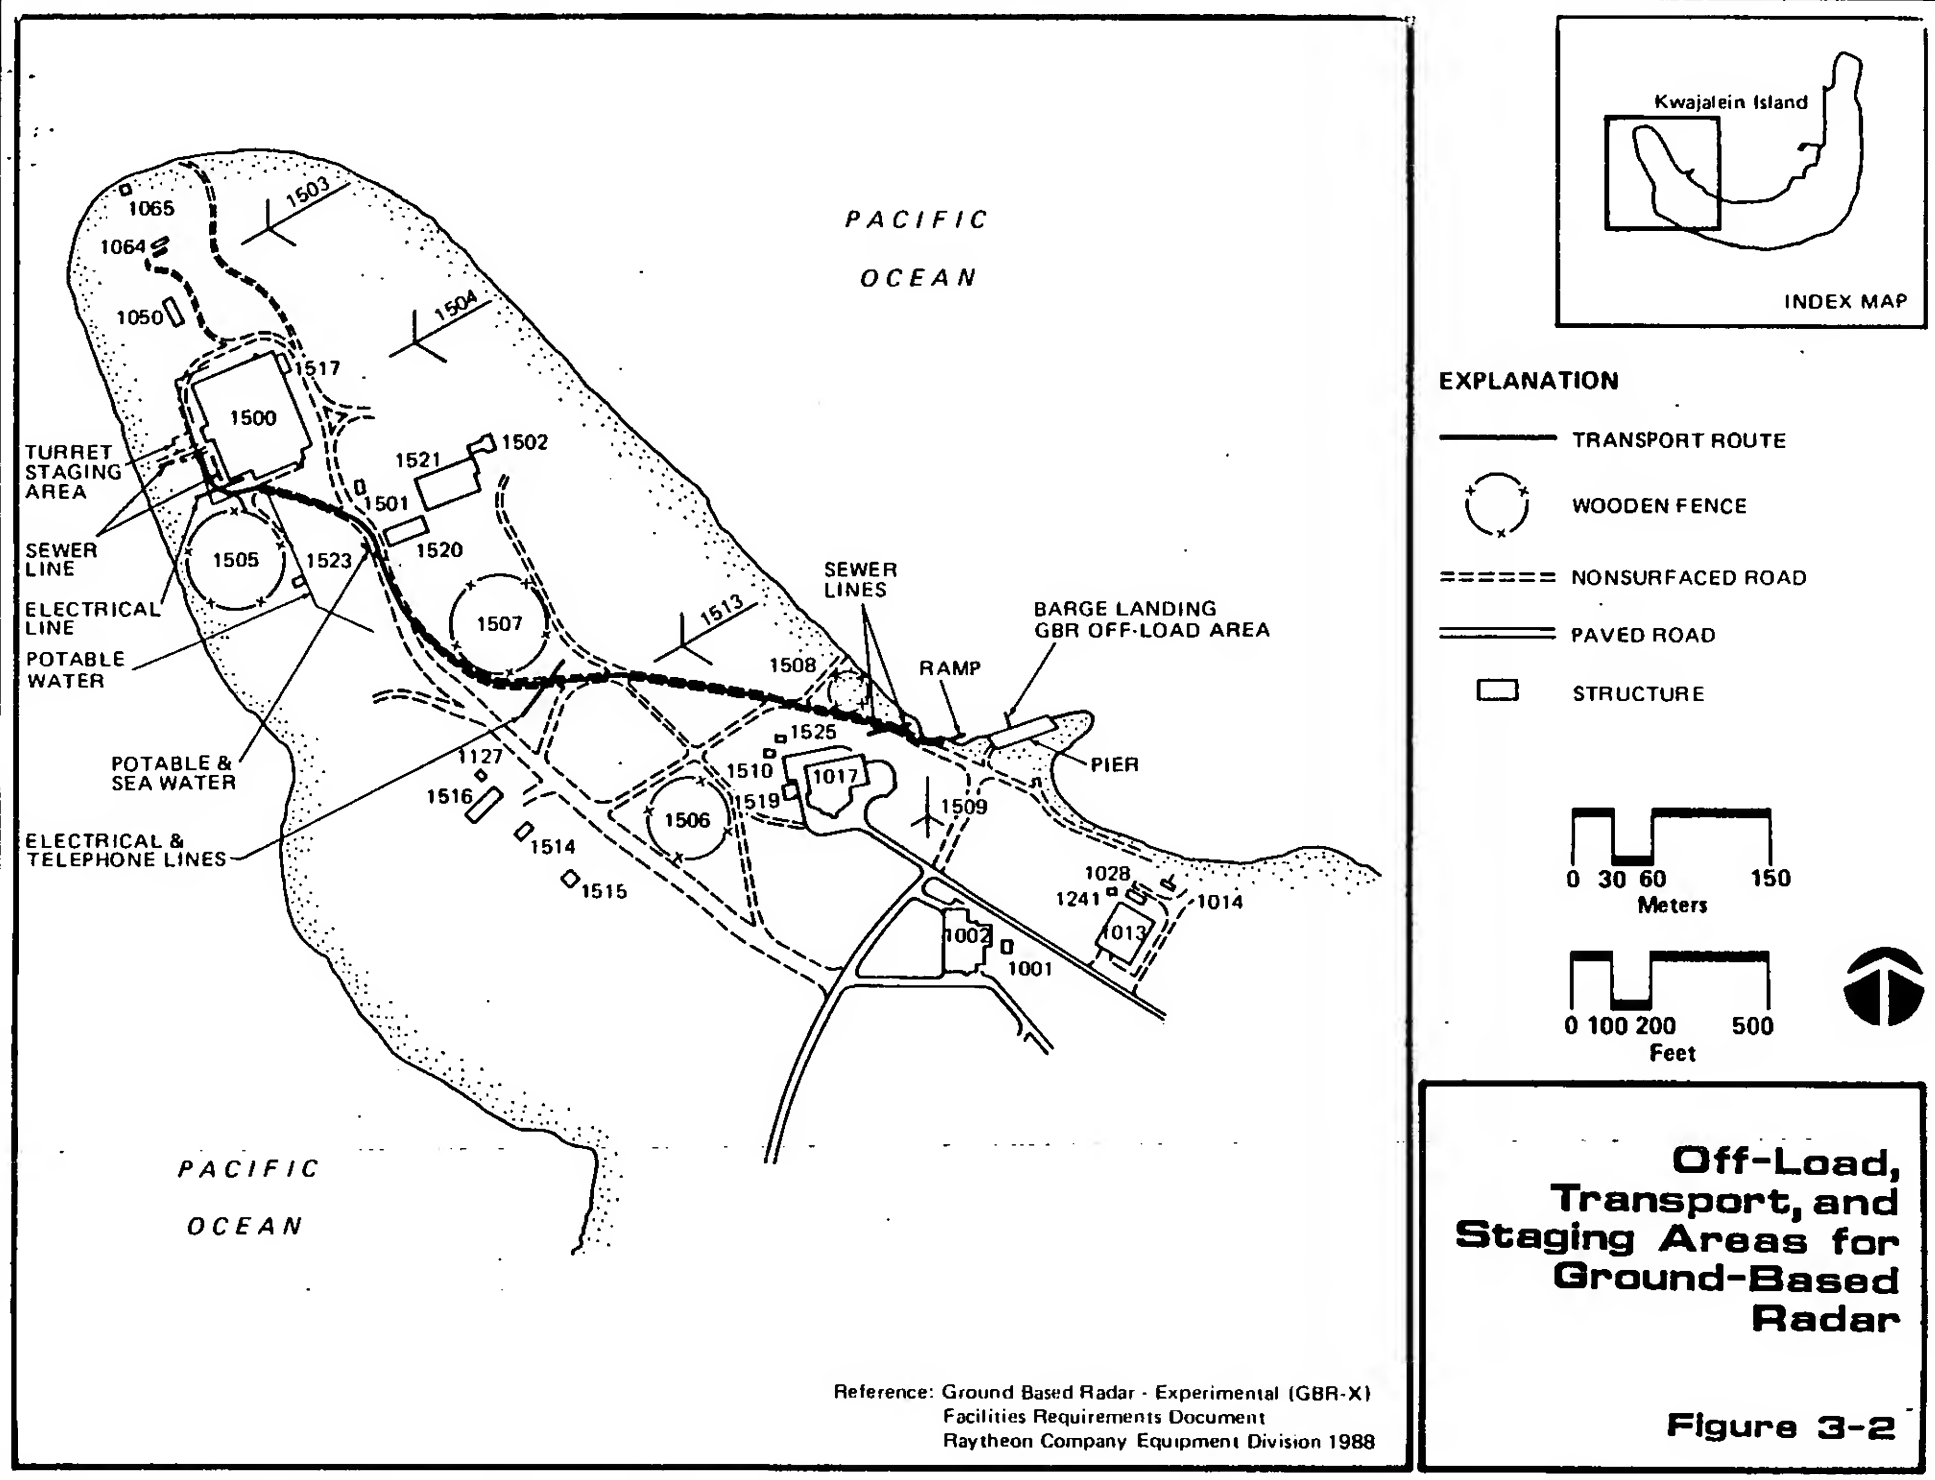 PACIFIC
OCEAN
1503
1065
1064
1504
1050
1517
1500
1502
1521
TURRET
STAGING
AREA
1501
1520
SEWER
LINE
1505
1523
ELECTRICAL
LINE
POTABLE
WATER
1507
1513
SEWER
LINES
BARGE LANDING
GBR OFF-LOAD AREA
1508
RAMP
PIER
1525
1510
1017
1519
1509
POTABLE &
SEA WATER
1127
1516
1506
1514
1515
ELECTRICAL &
TELEPHONE LINES
1028
1241
1014
1013
1002
1001
PACIFIC
OCEAN
Reference: Ground Based Radar - Experimental (GBR-X)
Facilities Requirements Document
Raytheon Company Equipment Division 1988
Kwajalein Island
INDEX MAP
EXPLANATION
TRANSPORT ROUTE
WOODEN FENCE
NONSURFACED ROAD
PAVED ROAD
STRUCTURE
0 30 60 150
Meters
0 100 200 500
Feet
Off-Load,
Transport, and
Staging Areas for
Ground-Based
Radar
Figure 3-2